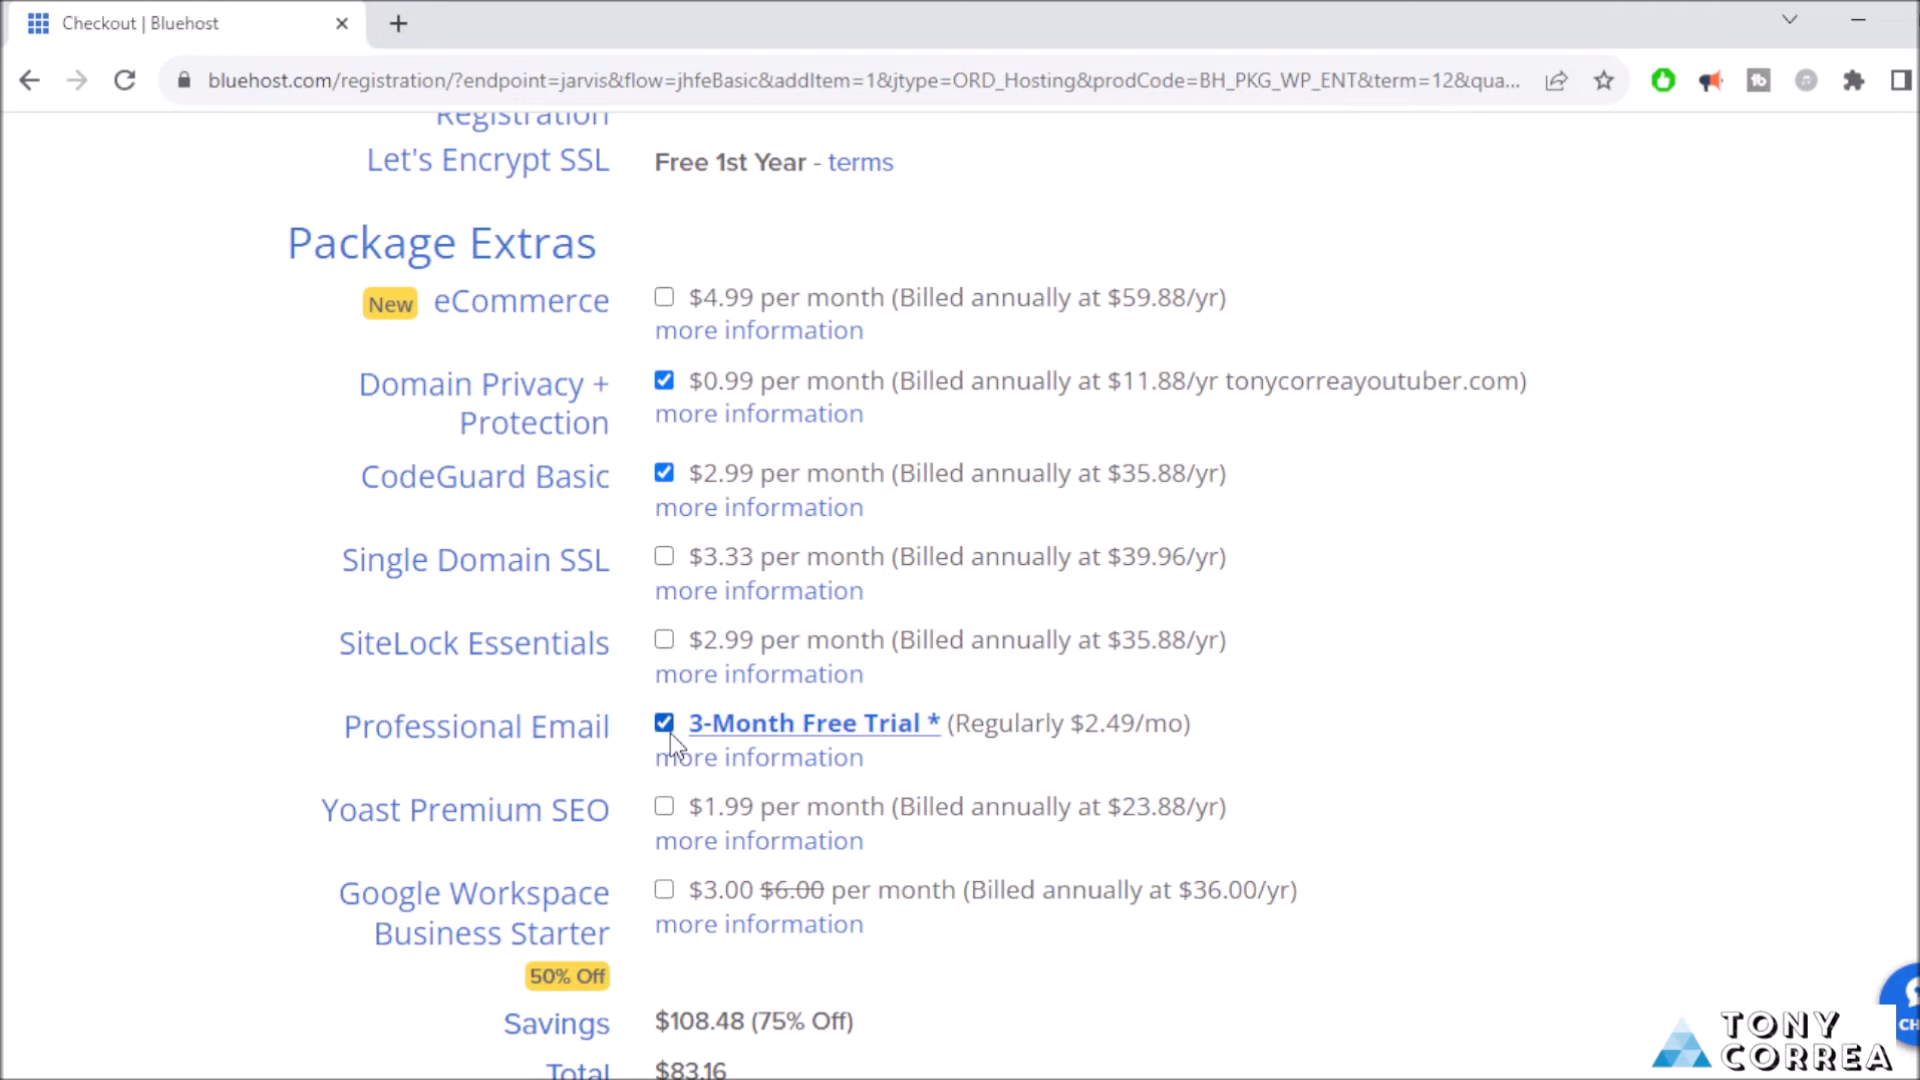 Checkout | Bluehost
bluehost.com/registration/?endpoint=jarvis&flow=jhfeBasic&addItem=1&jtype=ORD_Hosting&prodCode=BH_PKG_WP_ENT&term=12&qua...
Registration
Let's Encrypt SSL Free 1st Year - terms
Package Extras
New eCommerce $4.99 per month (Billed annually at $59.88/yr)
more information
Domain Privacy + $0.99 per month (Billed annually at $11.88/yr tonycorreayoutuber.com)
Protection more information
CodeGuard Basic $2.99 per month (Billed annually at $35.88/yr)
more information
Single Domain SSL $3.33 per month (Billed annually at $39.96/yr)
more information
SiteLock Essentials $2.99 per month (Billed annually at $35.88/yr)
more information
Professional Email 3-Month Free Trial * (Regularly $2.49/mo)
more information
Yoast Premium SEO $1.99 per month (Billed annually at $23.88/yr)
more information
Google Workspace $3.00 $6.00 per month (Billed annually at $36.00/yr)
Business Starter more information
50% Off
Savings $108.48 (75% Off)
Total $83.16
TONY
CORREA